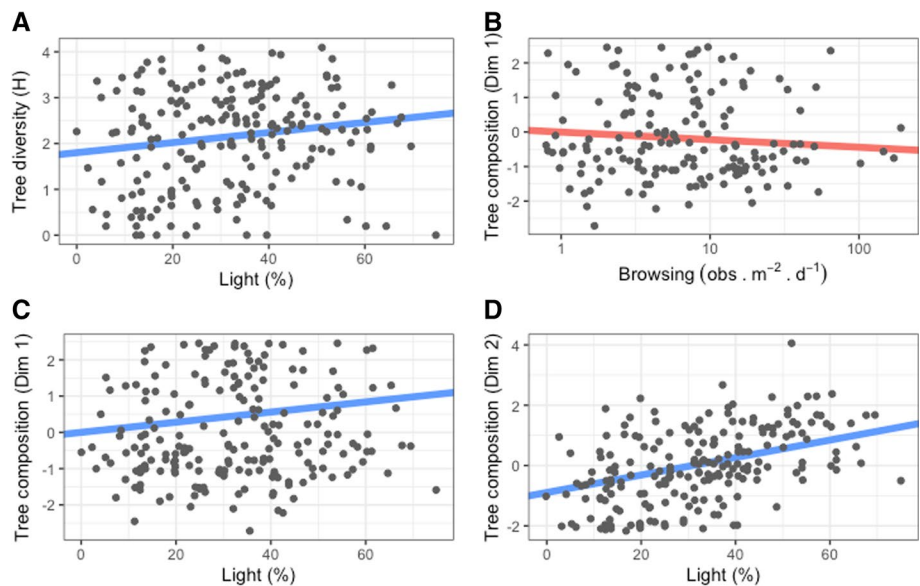 A
Tree diversity (H)
4
3
2
1
0
0 20 40 60
Light (%)
B
Tree composition (Dim 1)
2
1
0
-1
-2
1 10 100
Browsing (obs . m⁻² . d⁻¹)
C
Tree composition (Dim 1)
2
1
0
-1
-2
0 20 40 60
Light (%)
D
Tree composition (Dim 2)
4
2
0
-2
0 20 40 60
Light (%)